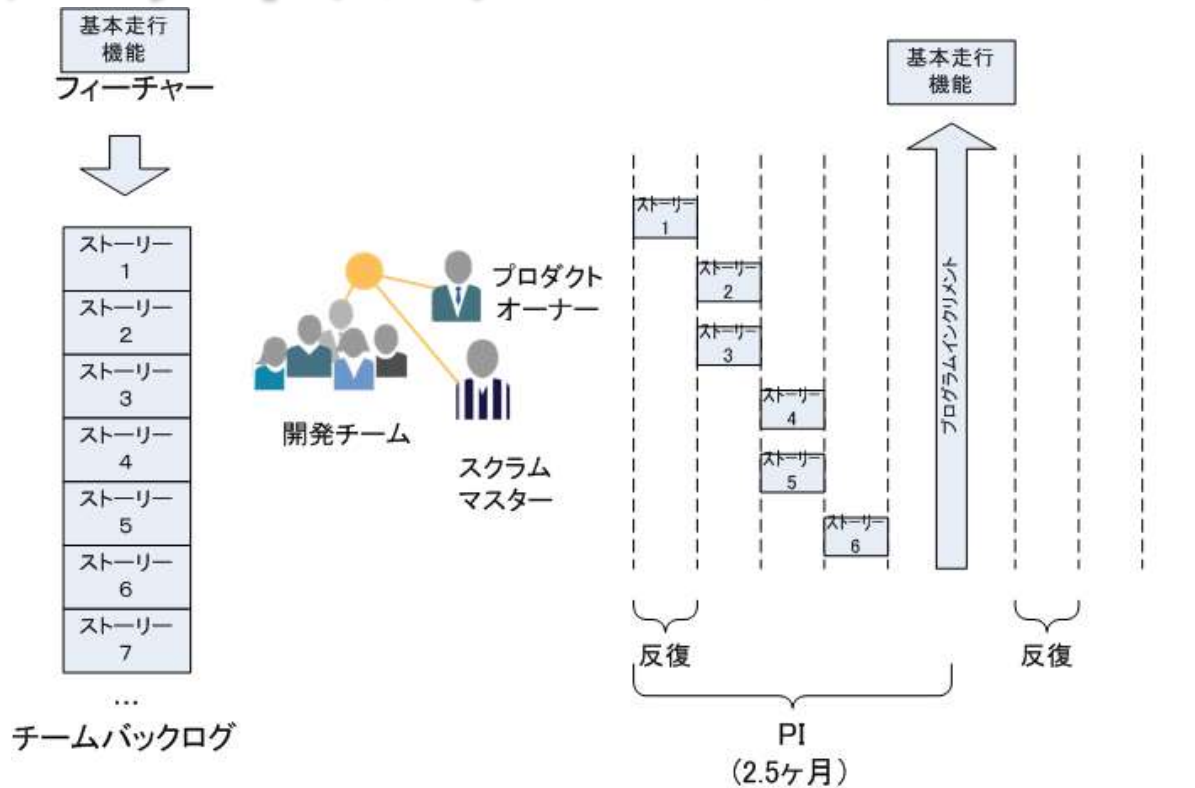 基本走行
機能
フィーチャー
ストーリー
1
ストーリー
2
ストーリー
3
ストーリー
4
ストーリー
5
ストーリー
6
ストーリー
7
…
チームバックログ
プロダクト
オーナー
開発チーム
スクラム
マスター
基本走行
機能
ストーリー
1
ストーリー
2
ストーリー
3
ストーリー
4
ストーリー
5
ストーリー
6
プログラムインクリメント
反復
反復
PI
(2.5ヶ月)